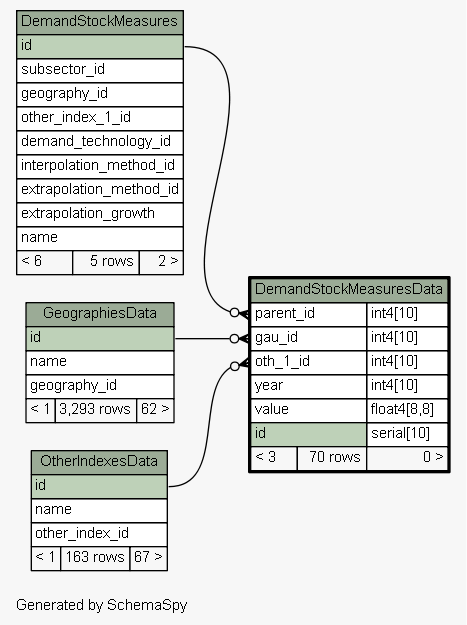 DemandStockMeasures
id
subsector_id
geography_id
other_index_1_id
demand_technology_id
interpolation_method_id
extrapolation_method_id
extrapolation_growth
name
< 6 5 rows 2 >
GeographiesData
id
name
geography_id
< 1 3,293 rows 62 >
OtherIndexesData
id
name
other_index_id
< 1 163 rows 67 >
DemandStockMeasuresData
parent_id int4[10]
gau_id int4[10]
oth_1_id int4[10]
year int4[10]
value float4[8,8]
id serial[10]
< 3 70 rows 0 >
Generated by SchemaSpy